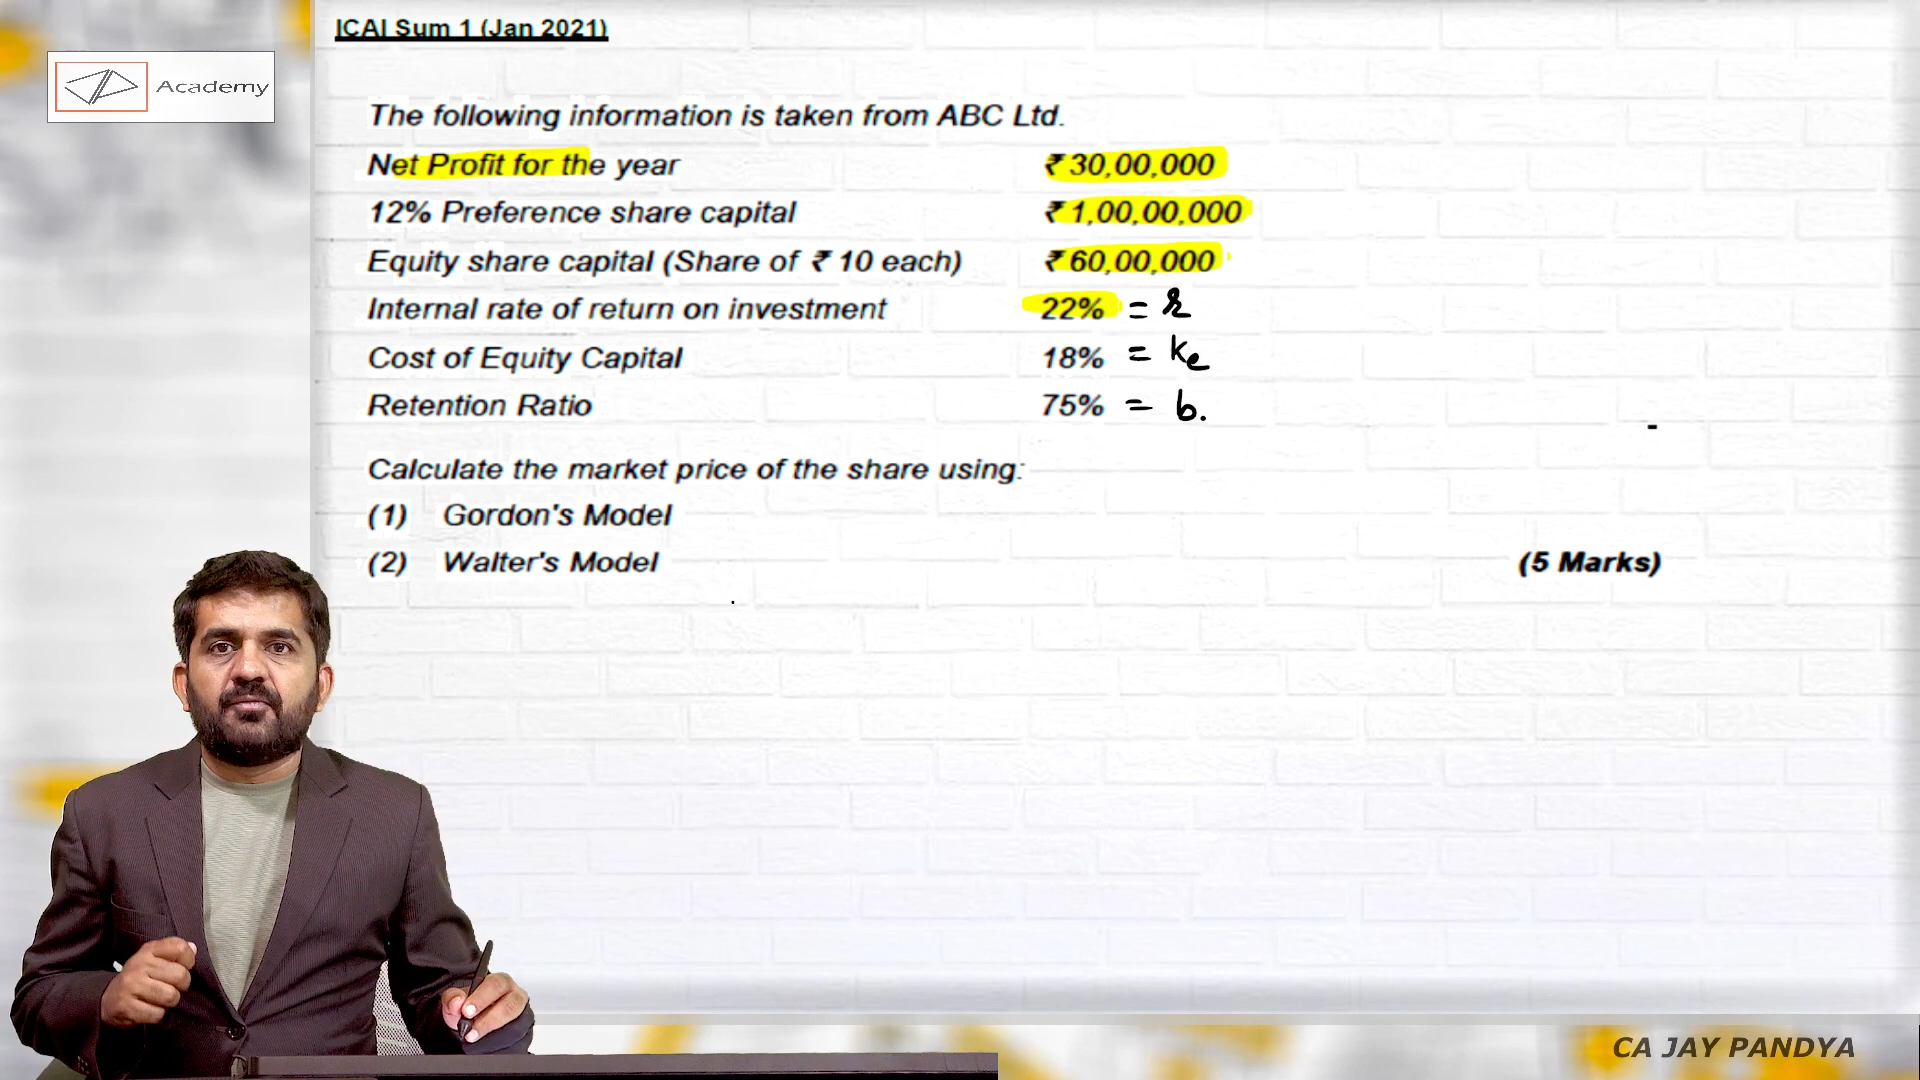 ICAI Sum 1 (Jan 2021)
Academy
The following information is taken from ABC Ltd.
Net Profit for the year ₹ 30,00,000
12% Preference share capital ₹ 1,00,00,000
Equity share capital (Share of ₹ 10 each) ₹ 60,00,000
Internal rate of return on investment 22% = r
Cost of Equity Capital 18% = ke
Retention Ratio 75% = b.
Calculate the market price of the share using:
(1) Gordon's Model
(2) Walter's Model (5 Marks)
CA JAY PANDYA